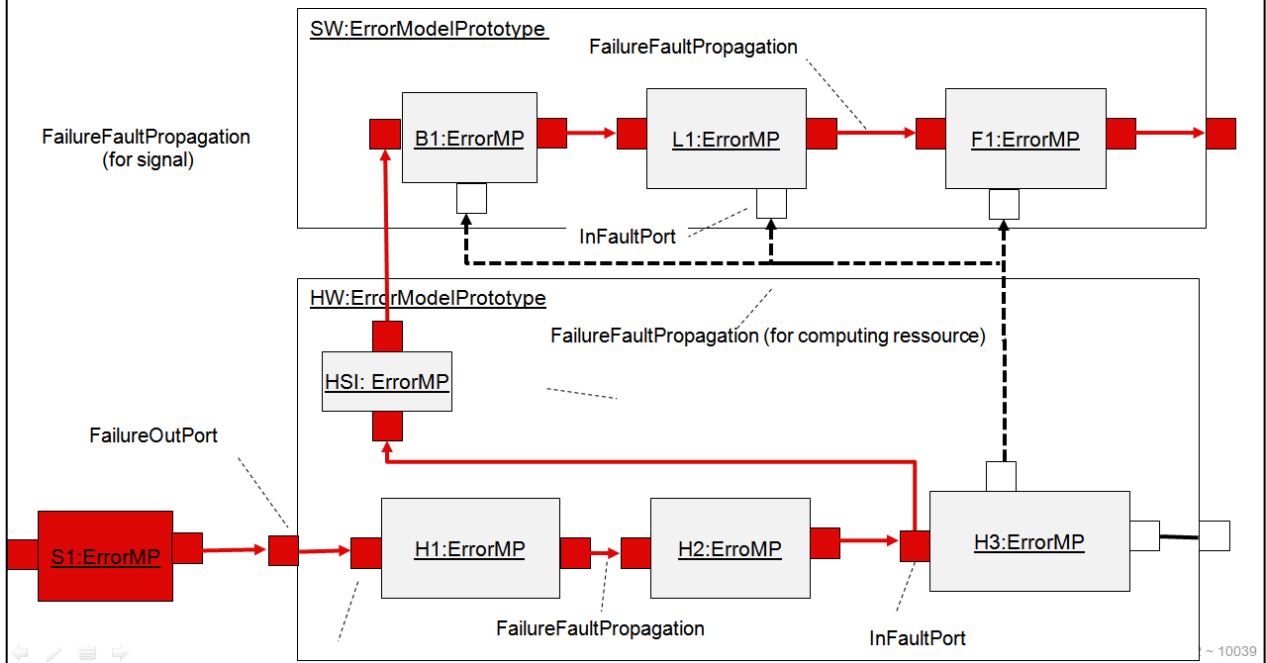 SW:ErrorModelPrototype
FailureFaultPropagation
FailureFaultPropagation
(for signal)
B1:ErrorMP
L1:ErrorMP
F1:ErrorMP
InFaultPort
HW:ErrorModelPrototype
FailureFaultPropagation (for computing ressource)
HSI: ErrorMP
FailureOutPort
S1:ErrorMP
H1:ErrorMP
H2:ErroMP
H3:ErrorMP
FailureFaultPropagation
InFaultPort
~ 10039